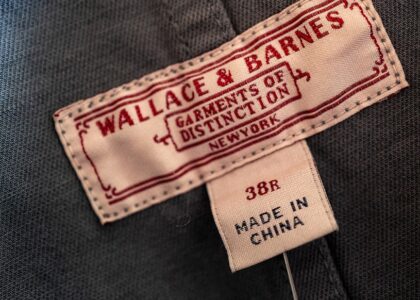 WALLACE & BARNES
GARMENTS OF
DISTINCTION
NEW YORK
38R
MADE IN
CHINA